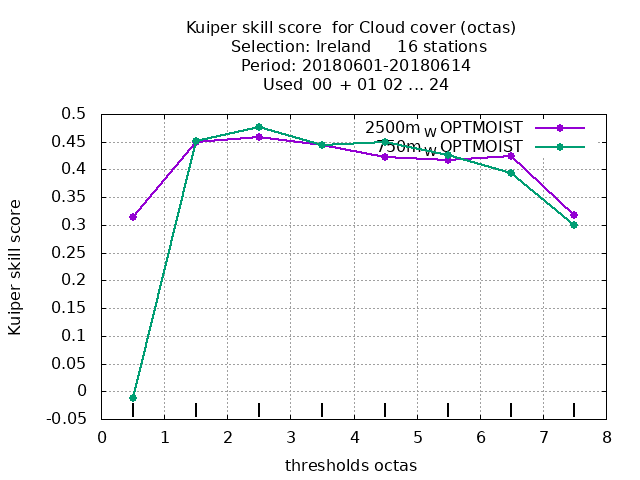 Kuiper skill score  for Cloud cover (octas)
Selection: Ireland     16 stations
Period: 20180601-20180614
Used  00 + 01 02 ... 24
0.5
0.45
0.4
0.35
0.3
0.25
0.2
0.15
0.1
0.05
0
-0.05
Kuiper skill score
2500m W OPTMOIST
750m W OPTMOIST
0 1 2 3 4 5 6 7 8
thresholds octas